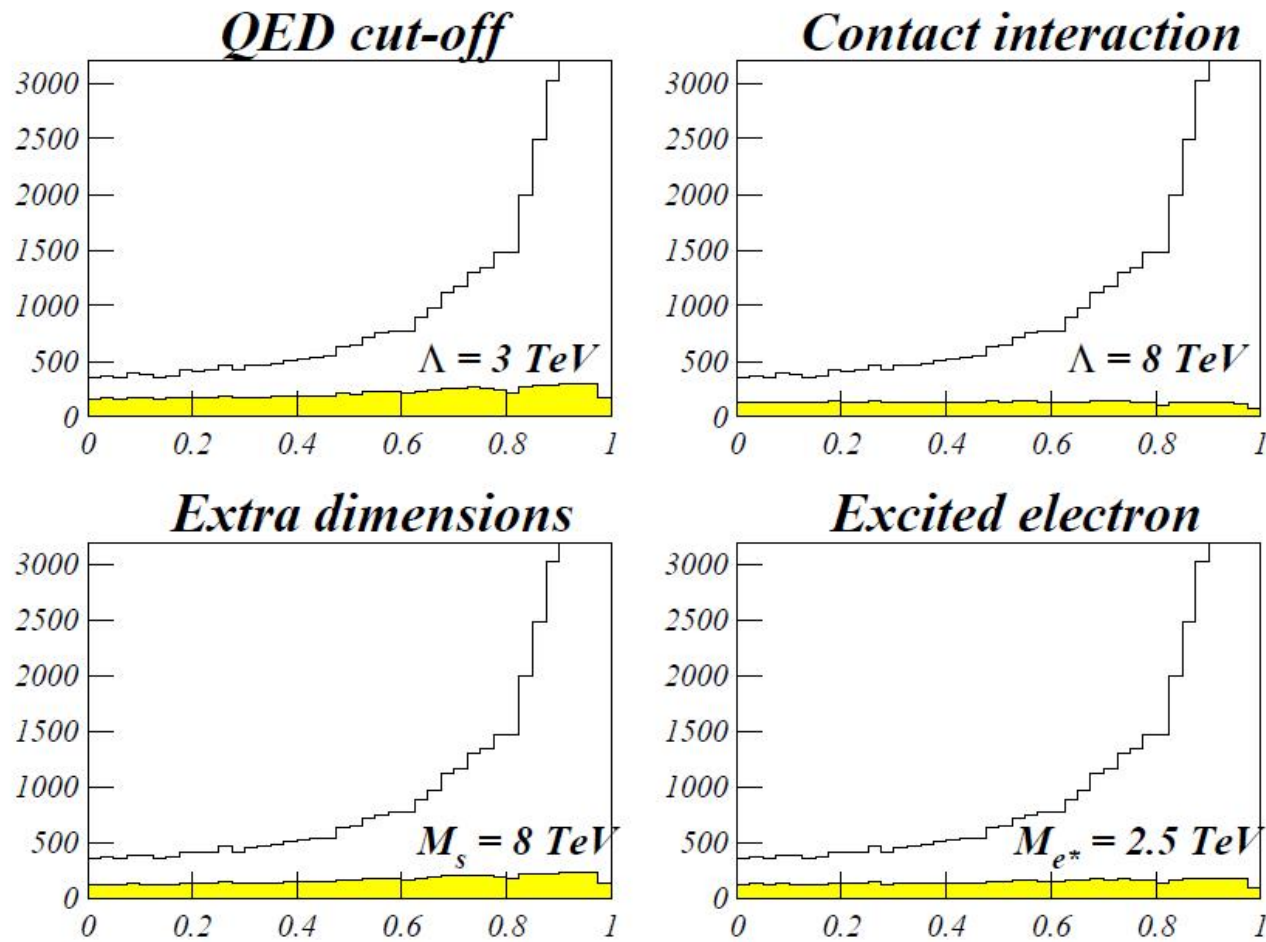 QED cut-off
3000
2500
2000
1500
1000
500
0
Λ = 3 TeV
0 0.2 0.4 0.6 0.8 1
Contact interaction
3000
2500
2000
1500
1000
500
0
Λ = 8 TeV
0 0.2 0.4 0.6 0.8 1
Extra dimensions
3000
2500
2000
1500
1000
500
0
Mₛ = 8 TeV
0 0.2 0.4 0.6 0.8 1
Excited electron
3000
2500
2000
1500
1000
500
0
Me* = 2.5 TeV
0 0.2 0.4 0.6 0.8 1